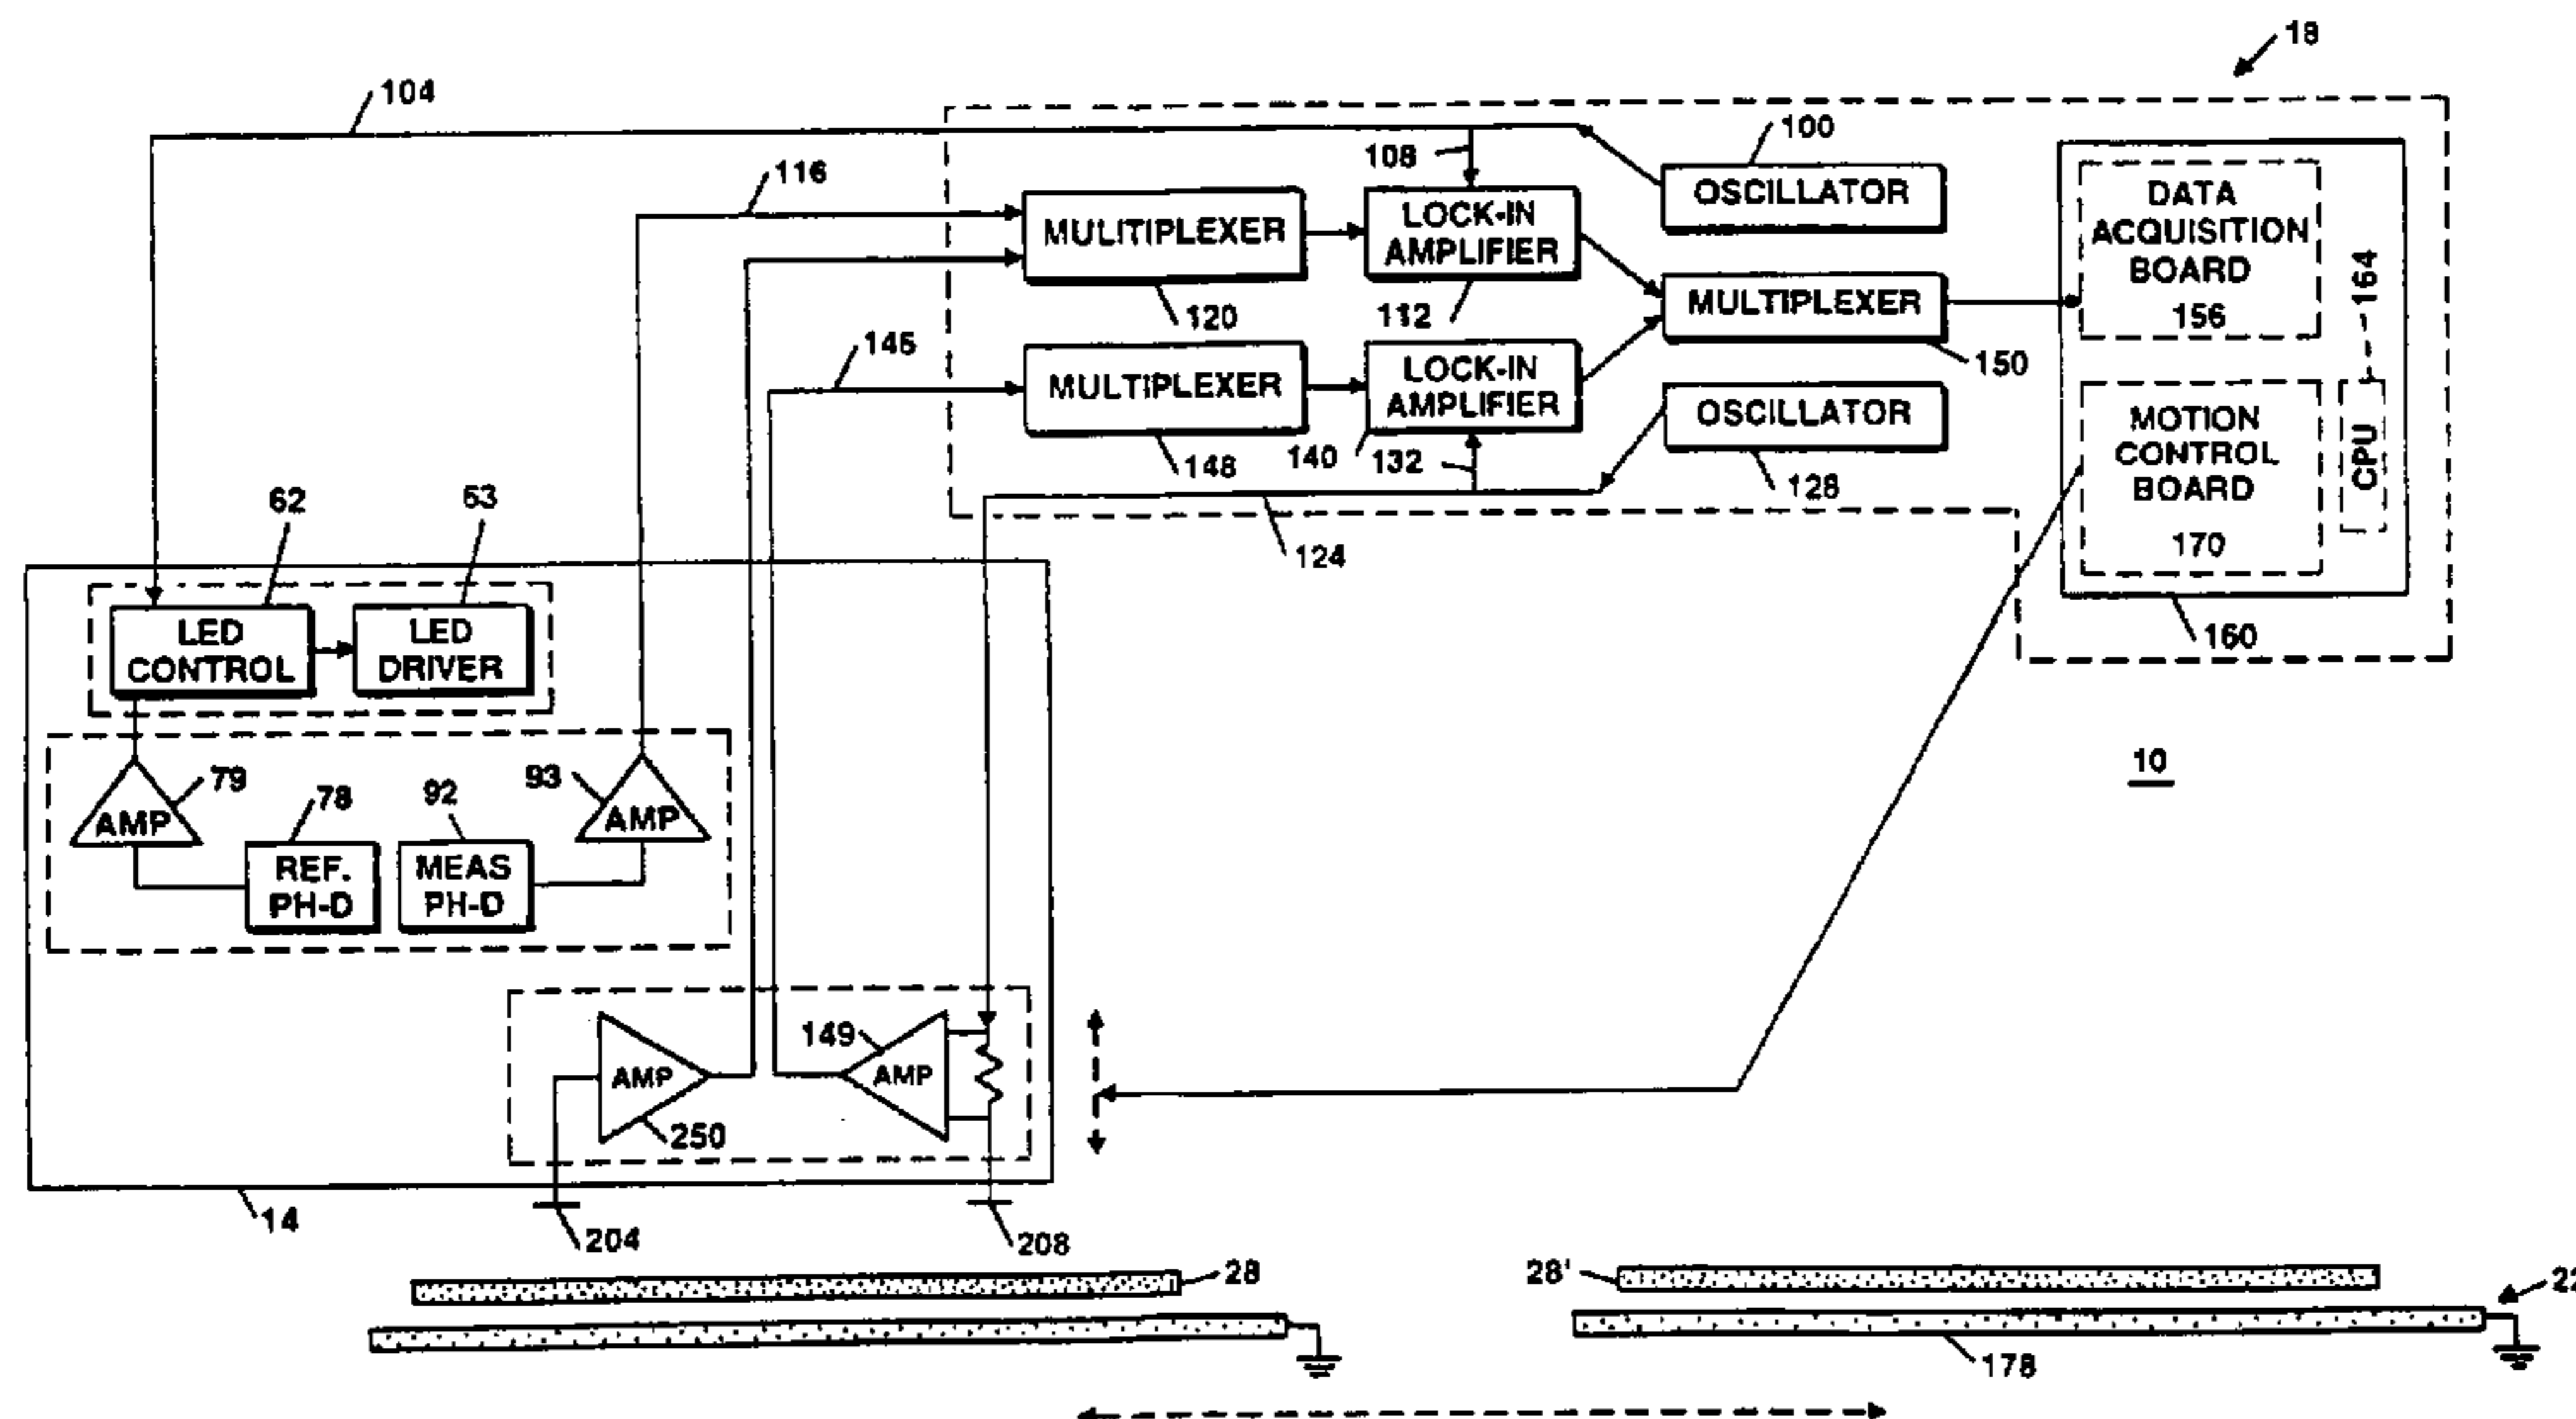 18
104
100
108
116
OSCILLATOR
DATA
ACQUISITION
BOARD
156
MULITIPLEXER
LOCK-IN
AMPLIFIER
164
120
112
MULTIPLEXER
150
145
MULTIPLEXER
LOCK-IN
AMPLIFIER
OSCILLATOR
MOTION
CONTROL
BOARD
170
CPU
148
140
132
128
124
160
62
63
LED
CONTROL
LED
DRIVER
10
79
AMP
78
REF.
PH-D
92
MEAS
PH-D
93
AMP
149
AMP
AMP
250
14
204
208
28
28'
22
178